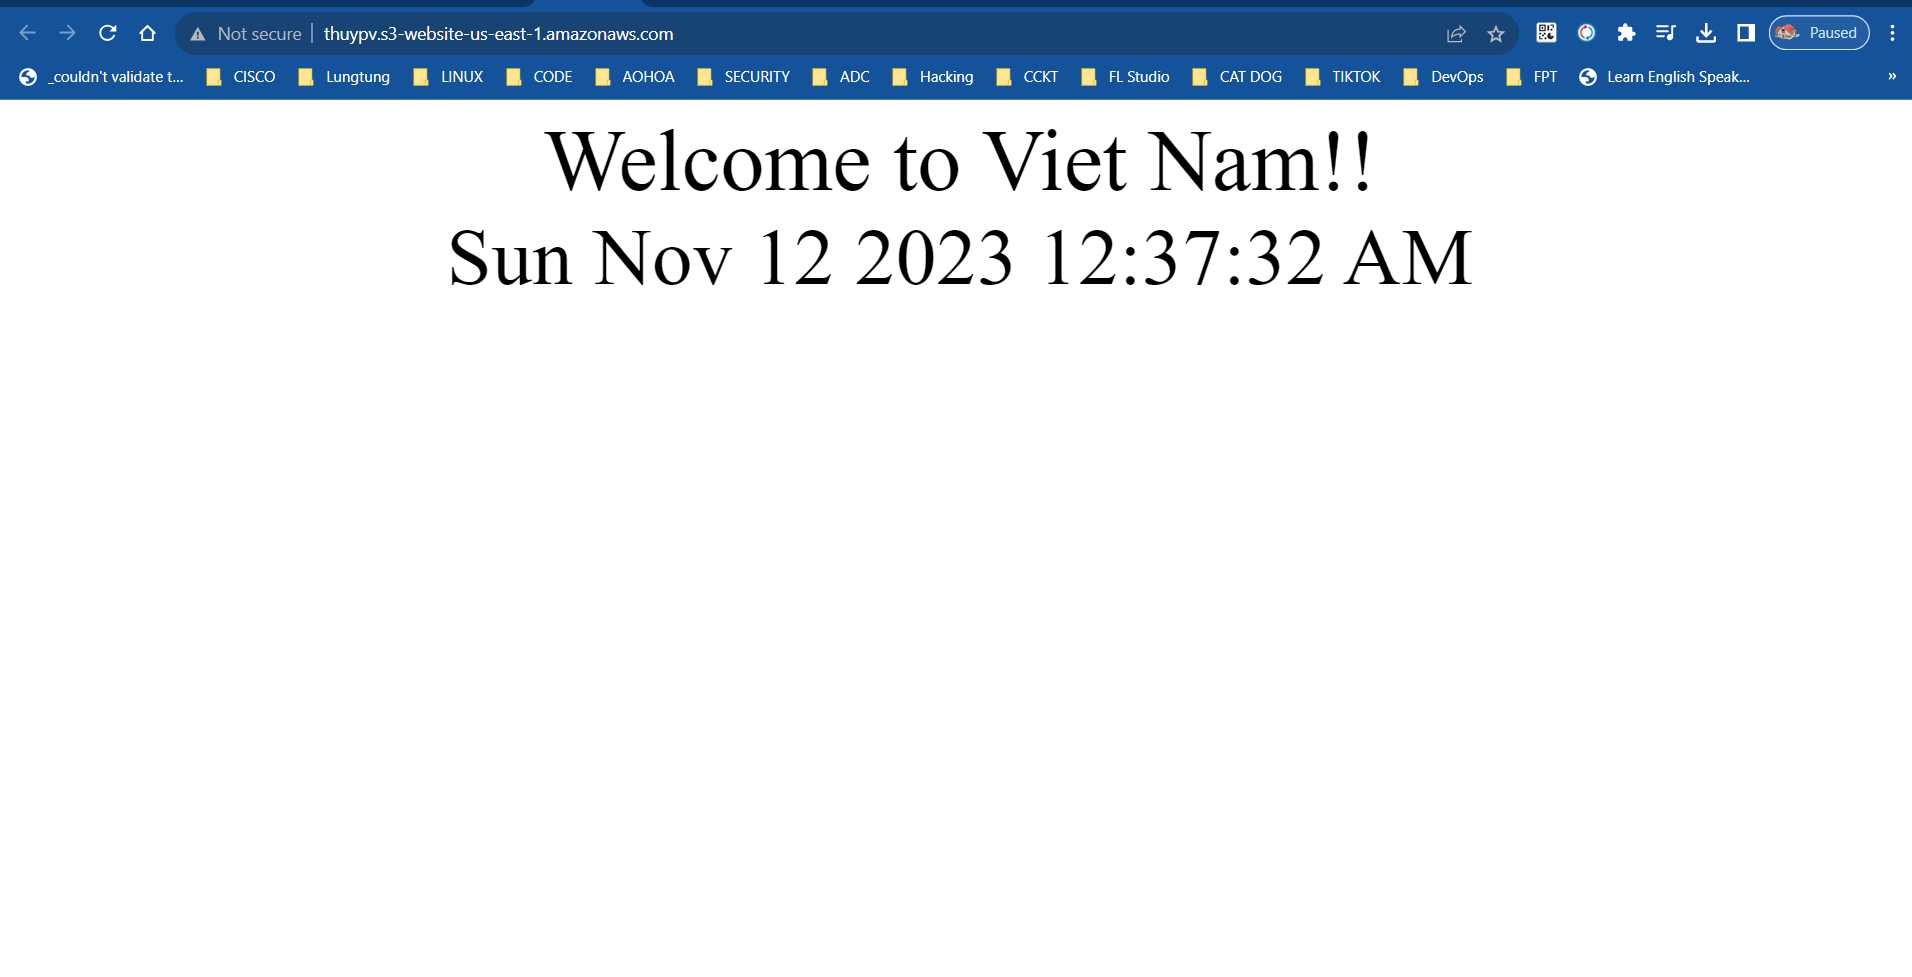 Not secure thuypv.s3-website-us-east-1.amazonaws.com Paused
_couldn't validate t... CISCO Lungtung LINUX CODE AOHOA SECURITY ADC Hacking CCKT FL Studio CAT DOG TIKTOK DevOps FPT Learn English Speak... »
Welcome to Viet Nam!!
Sun Nov 12 2023 12:37:32 AM